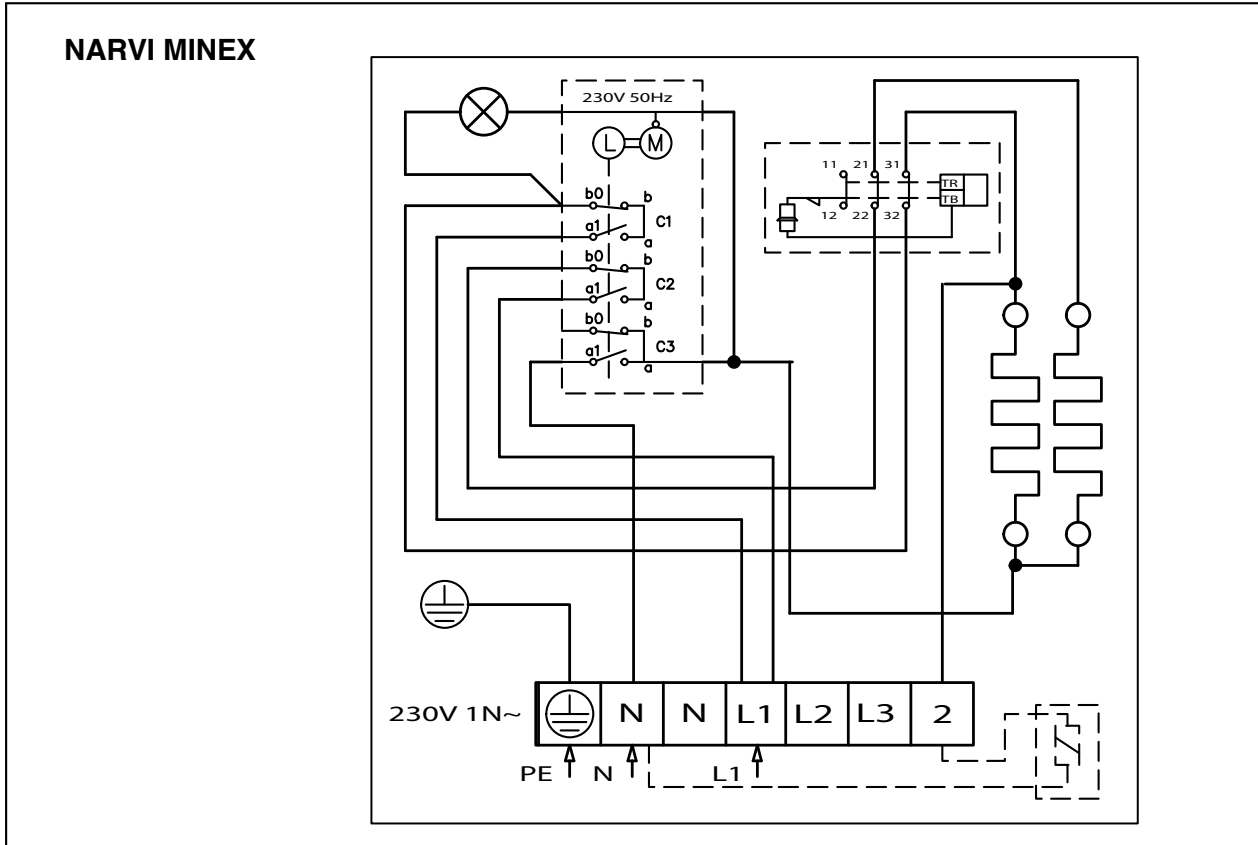 NARVI MINEX
230V 50Hz
L M
11 21 31
TR
TB
12 22 32
b0 b
C1
a1 a
b0 b
C2
a1 a
b0 b
C3
a1 a
230V 1N~ N N L1 L2 L3 2
PE N L1